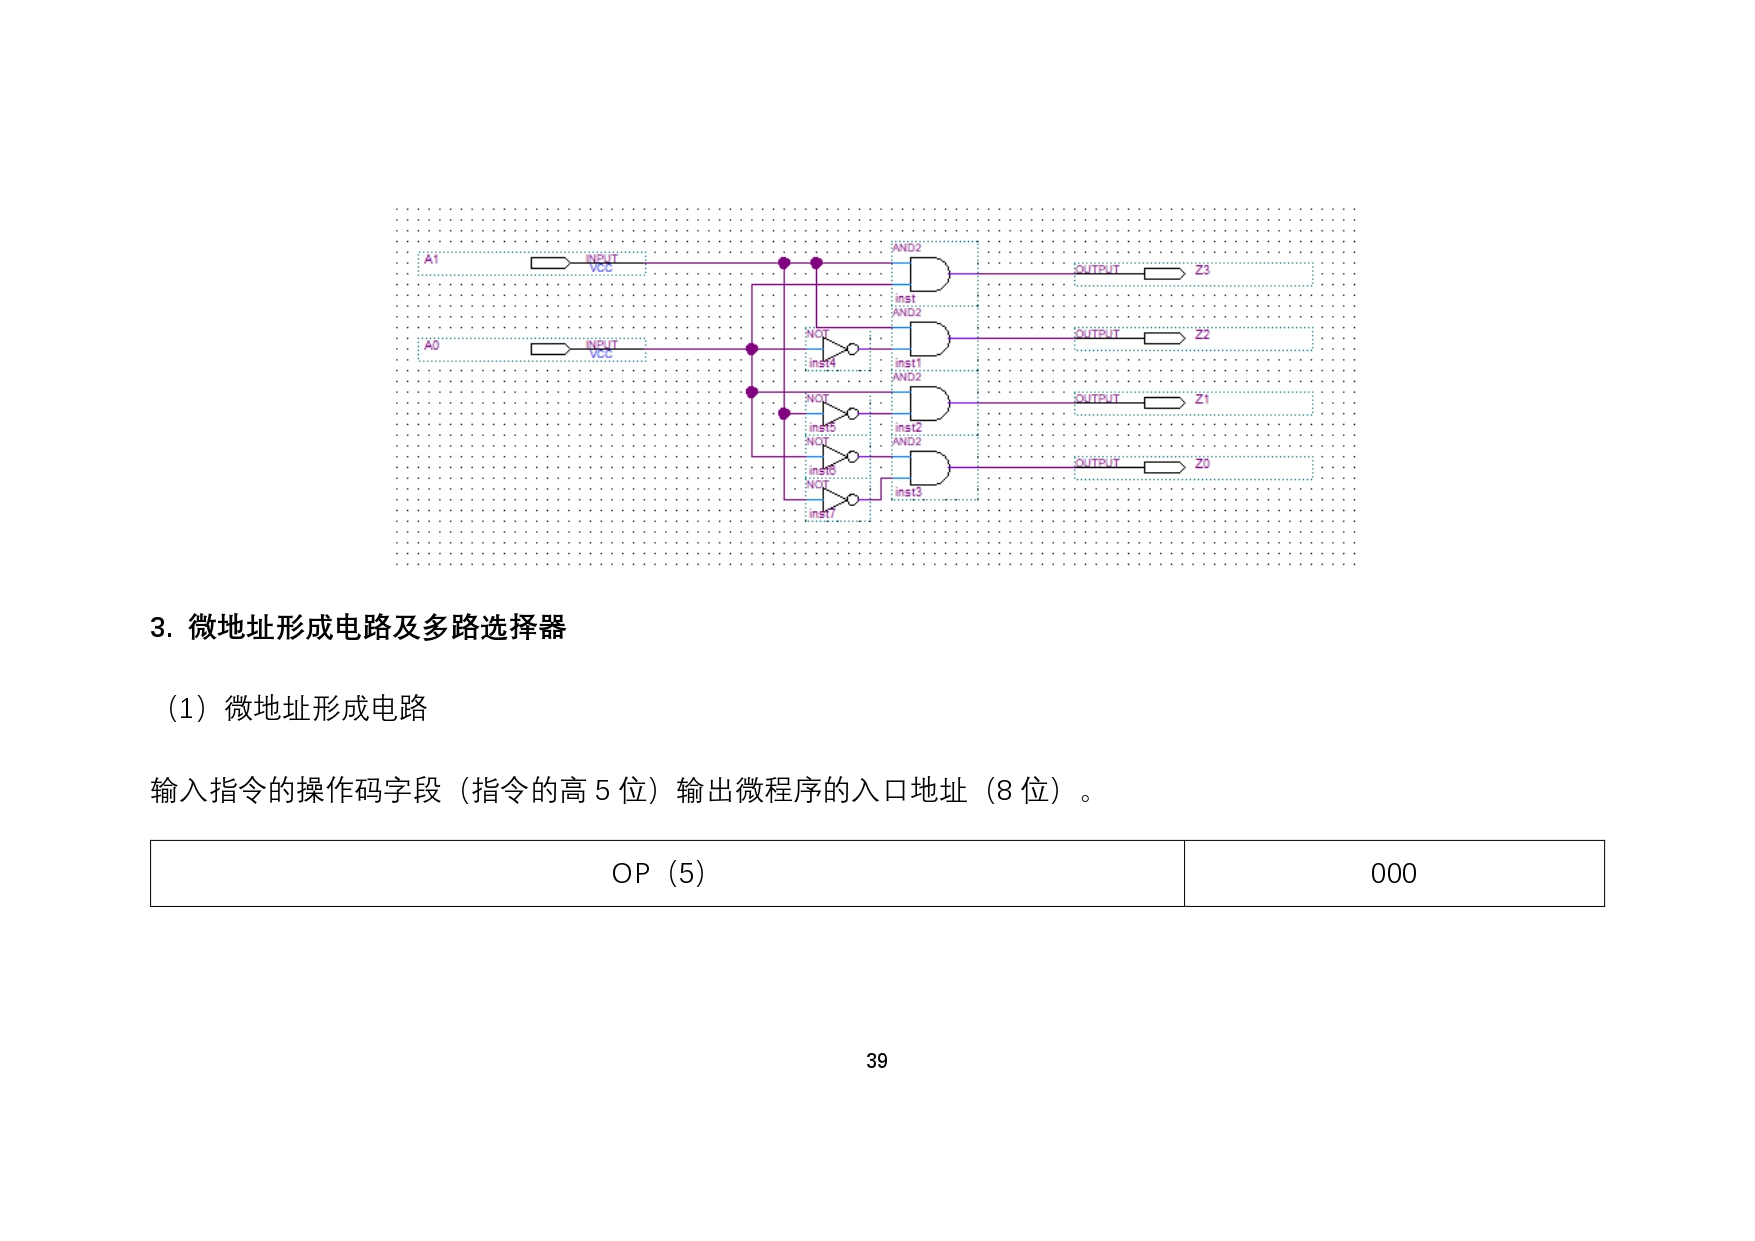 AND2
A1 INPUT VCC OUTPUT Z3
inst
AND2
NOT OUTPUT Z2
A0 INPUT VCC
inst4 inst1
AND2
NOT OUTPUT Z1
inst5 inst2
NOT AND2
OUTPUT Z0
inst6
NOT inst3
inst7
3. 微地址形成电路及多路选择器
（1）微地址形成电路
输入指令的操作码字段（指令的高 5 位）输出微程序的入口地址（8 位）。
OP（5） 000
39